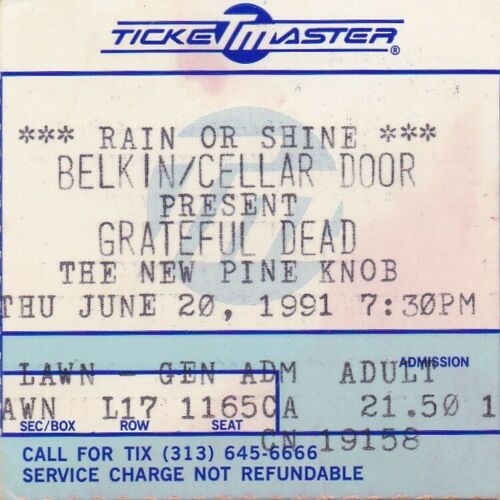 TICKETMASTER®
*** RAIN OR SHINE ***
BELKIN/CELLAR DOOR
PRESENT
GRATEFUL DEAD
THE NEW PINE KNOB
THU JUNE 20, 1991 7:30PM
ADMISSION
LAWN - GEN ADM ADULT
AWN L17 1165CA 21.50 1
SEC/BOX ROW SEAT
CN 19158
CALL FOR TIX (313) 645-6666
SERVICE CHARGE NOT REFUNDABLE